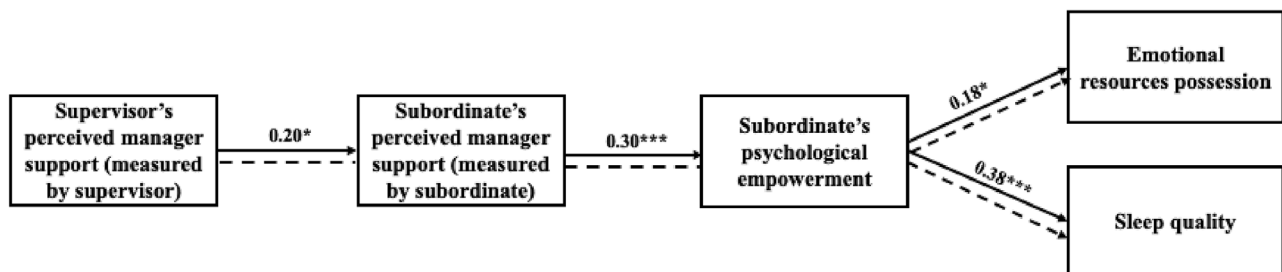 Supervisor's
perceived manager
support (measured
by supervisor)
0.20*
Subordinate's
perceived manager
support (measured
by subordinate)
0.30***
Subordinate's
psychological
empowerment
0.18*
0.38***
Emotional
resources possession
Sleep quality